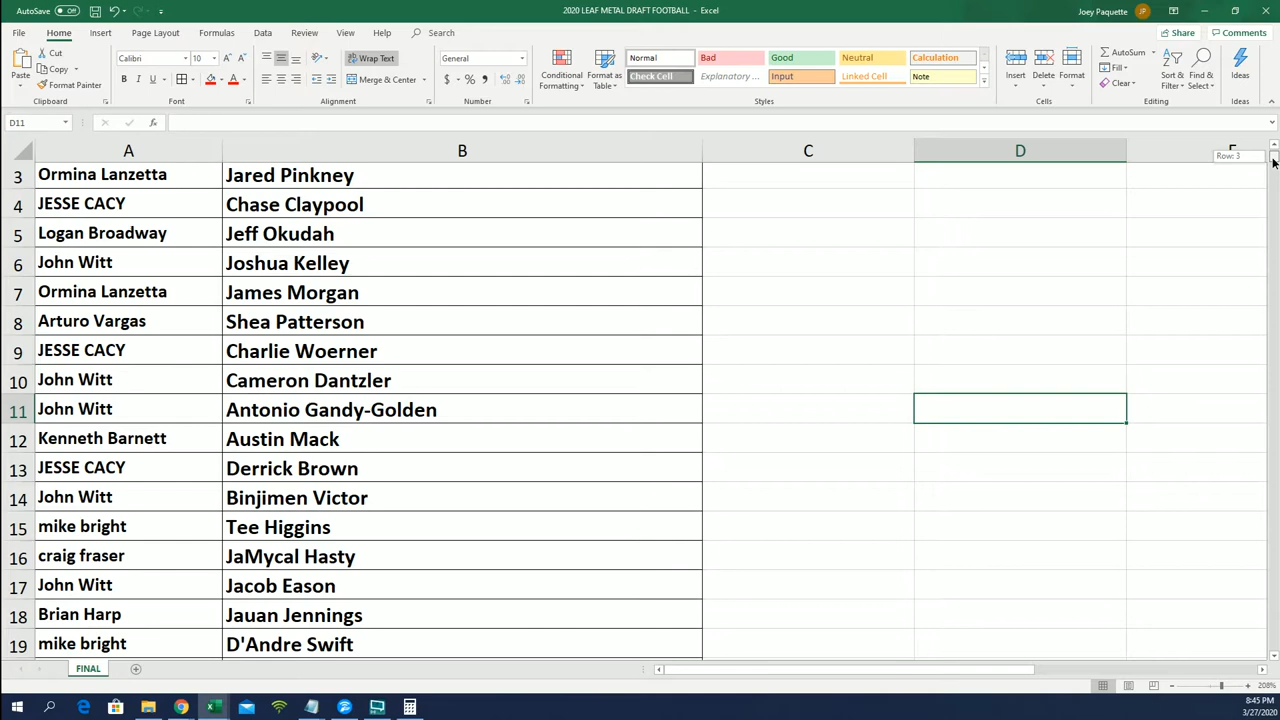 AutoSave Off 2020 LEAF METAL DRAFT FOOTBALL - Excel Joey Paquette JP
File Home Insert Page Layout Formulas Data Review View Help Search Share Comments
Paste Cut Copy Format Painter Clipboard
Calibri 10 A A B I U A Font
Wrap Text Merge & Center Alignment
General $ % , Number
Conditional Formatting Format as Table
Normal Bad Good Neutral Calculation
Check Cell Explanatory ... Input Linked Cell Note
Styles
Insert Delete Format Cells
AutoSum Fill Clear Sort & Filter Find & Select Editing
Ideas Ideas
D11 fx
A B C D E
Row: 3
3 Ormina Lanzetta Jared Pinkney
4 JESSE CACY Chase Claypool
5 Logan Broadway Jeff Okudah
6 John Witt Joshua Kelley
7 Ormina Lanzetta James Morgan
8 Arturo Vargas Shea Patterson
9 JESSE CACY Charlie Woerner
10 John Witt Cameron Dantzler
11 John Witt Antonio Gandy-Golden
12 Kenneth Barnett Austin Mack
13 JESSE CACY Derrick Brown
14 John Witt Binjimen Victor
15 mike bright Tee Higgins
16 craig fraser JaMycal Hasty
17 John Witt Jacob Eason
18 Brian Harp Jauan Jennings
19 mike bright D'Andre Swift
FINAL
208%
8:45 PM
3/27/2020